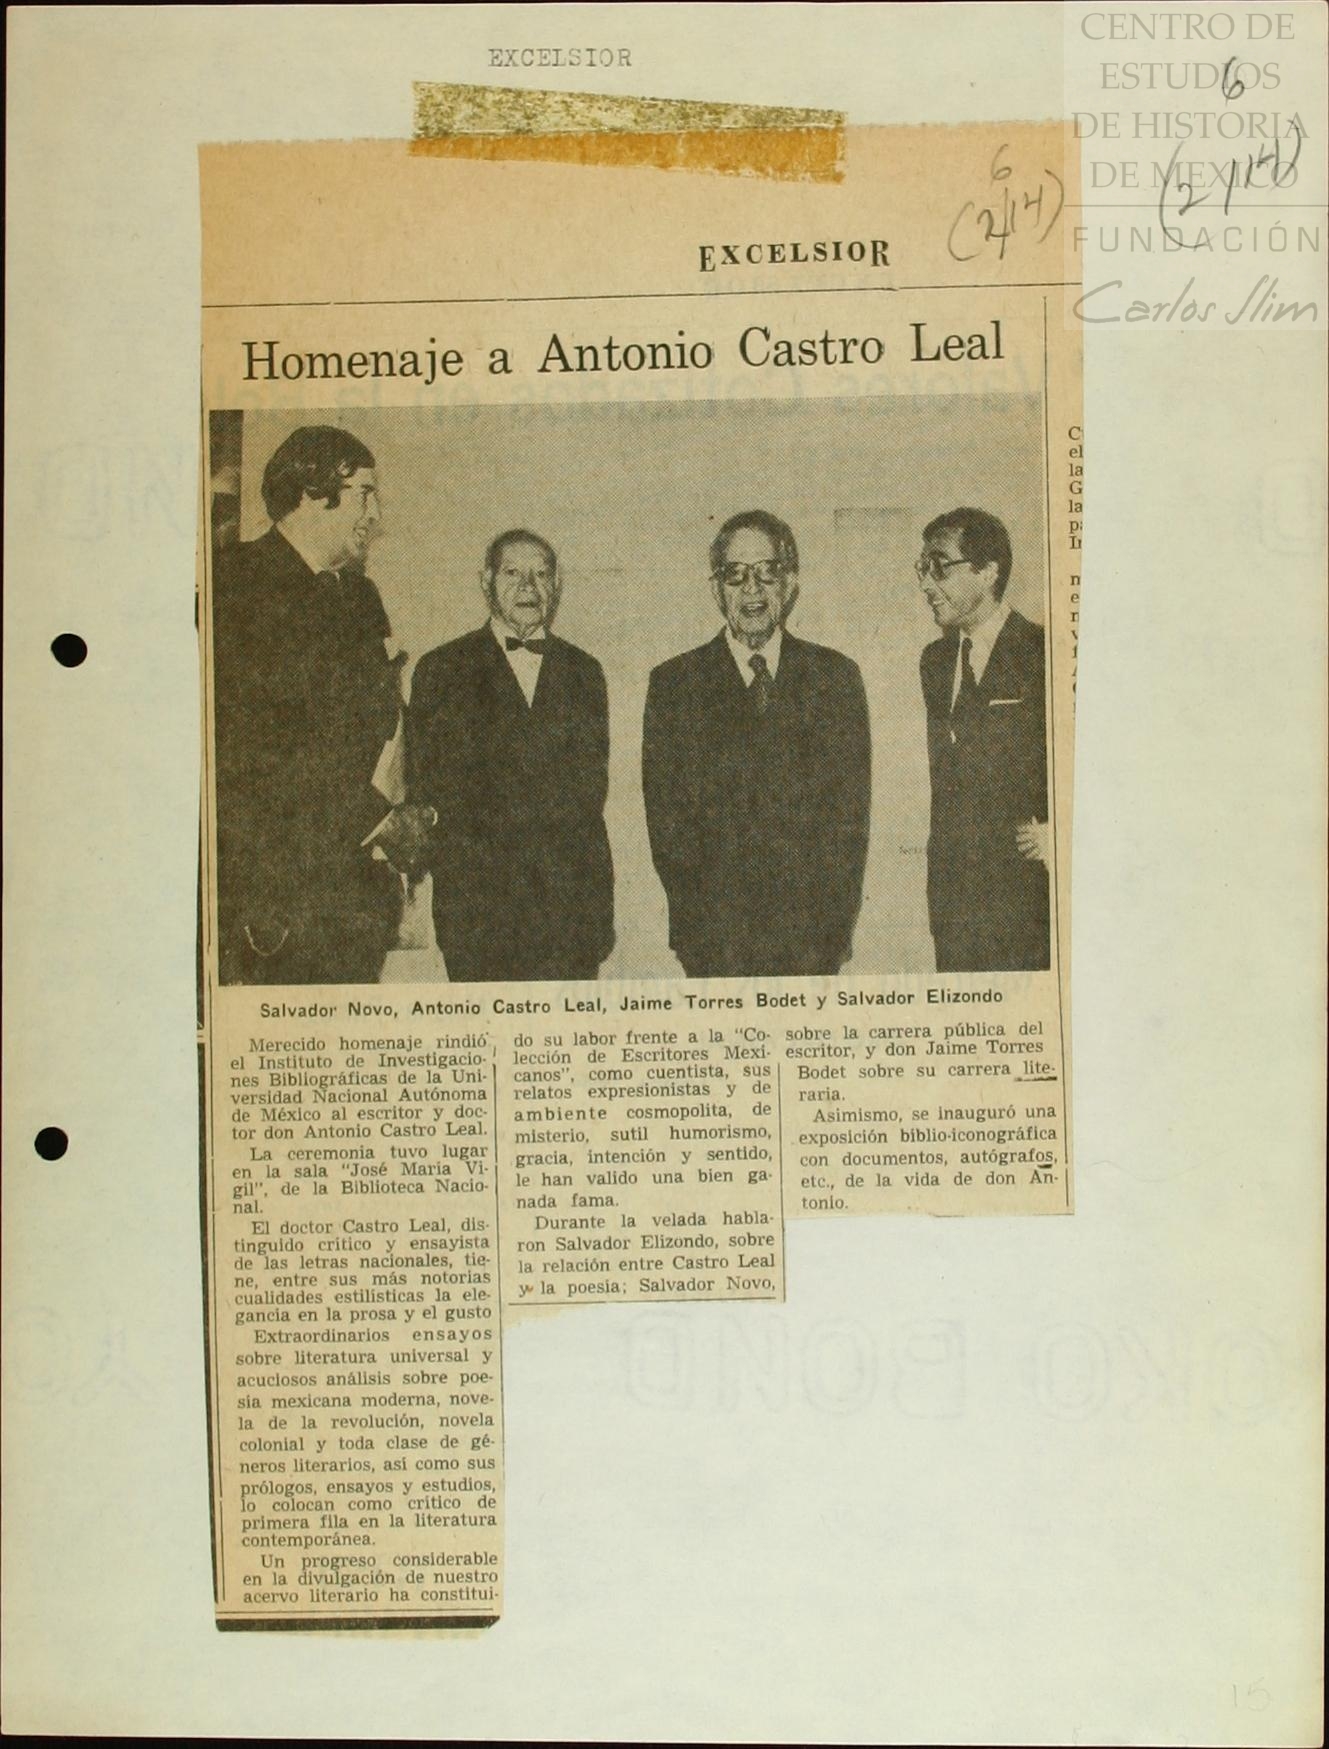 EXCELSIOR
CENTRO DE
ESTUDIOS
DE HISTORIA
DE MEXICO
FUNDACIÓN
Carlos Slim
6
(2/14)
6
(2/14)
EXCELSIOR
Homenaje a Antonio Castro Leal
Salvador Novo, Antonio Castro Leal, Jaime Torres Bodet y Salvador Elizondo
Merecido homenaje rindió
el Instituto de Investigacio-
nes Bibliográficas de la Uni-
versidad Nacional Autónoma
de México al escritor y doc-
tor don Antonio Castro Leal.
La ceremonia tuvo lugar
en la sala "José María Vi-
gil", de la Biblioteca Nacio-
nal.
El doctor Castro Leal, dis-
tinguido crítico y ensayista
de las letras nacionales, tie-
ne, entre sus más notorias
cualidades estilísticas la ele-
gancia en la prosa y el gusto
Extraordinarios ensayos
sobre literatura universal y
acuciosos análisis sobre poe-
sía mexicana moderna, nove-
la de la revolución, novela
colonial y toda clase de gé-
neros literarios, así como sus
prólogos, ensayos y estudios,
lo colocan como crítico de
primera fila en la literatura
contemporánea.
Un progreso considerable
en la divulgación de nuestro
acervo literario ha constitui-
do su labor frente a la "Co-
lección de Escritores Mexi-
canos", como cuentista, sus
relatos expresionistas y de
ambiente cosmopolita, de
misterio, sutil humorismo,
gracia, intención y sentido,
le han valido una bien ga-
nada fama.
Durante la velada habla-
ron Salvador Elizondo, sobre
la relación entre Castro Leal
y la poesía; Salvador Novo,
sobre la carrera pública del
escritor, y don Jaime Torres
Bodet sobre su carrera lite-
raria.
Asimismo, se inauguró una
exposición biblio-iconográfica
con documentos, autógrafos,
etc., de la vida de don An-
tonio.
C
el
la
G
la
15